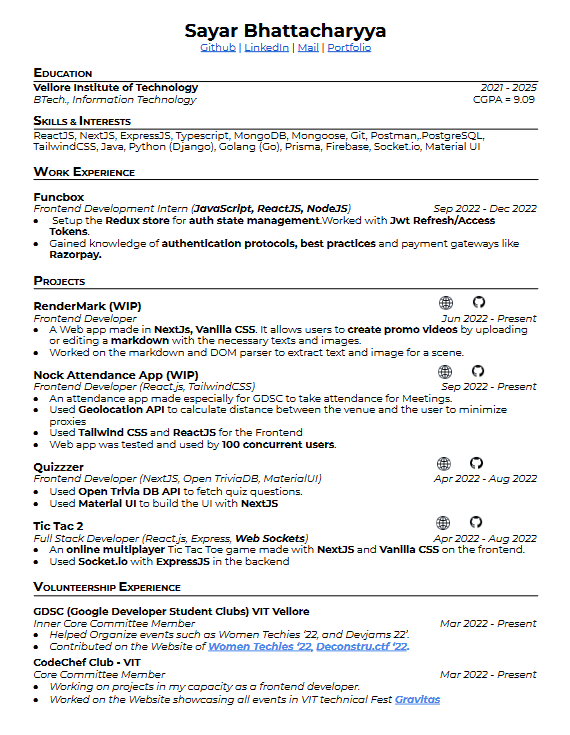 Sayar Bhattacharyya
Github | LinkedIn | Mail | Portfolio
EDUCATION
Vellore Institute of Technology 2021 - 2025
BTech., Information Technology CGPA = 9.09
SKILLS & INTERESTS
ReactJS, NextJS, ExpressJS, Typescript, MongoDB, Mongoose, Git, Postman,.PostgreSQL,
TailwindCSS, Java, Python (Django), Golang (Go), Prisma, Firebase, Socket.io, Material UI
WORK EXPERIENCE
Funcbox
Frontend Development Intern (JavaScript, ReactJS, NodeJS) Sep 2022 - Dec 2022
● Setup the Redux store for auth state management.Worked with Jwt Refresh/Access
Tokens.
● Gained knowledge of authentication protocols, best practices and payment gateways like
Razorpay.
PROJECTS
RenderMark (WIP)
Frontend Developer Jun 2022 - Present
● A Web app made in NextJs, Vanilla CSS. It allows users to create promo videos by uploading
or editing a markdown with the necessary texts and images.
● Worked on the markdown and DOM parser to extract text and image for a scene.
Nock Attendance App (WIP)
Frontend Developer (React.js, TailwindCSS) Sep 2022 - Present
● An attendance app made especially for GDSC to take attendance for Meetings.
● Used Geolocation API to calculate distance between the venue and the user to minimize
proxies
● Used Tailwind CSS and ReactJS for the Frontend
● Web app was tested and used by 100 concurrent users.
Quizzzer
Frontend Developer (NextJS, Open TriviaDB, MaterialUI) Apr 2022 - Aug 2022
● Used Open Trivia DB API to fetch quiz questions.
● Used Material UI to build the UI with NextJS
Tic Tac 2
Full Stack Developer (React.js, Express, Web Sockets) Apr 2022 - Aug 2022
● An online multiplayer Tic Tac Toe game made with NextJS and Vanilla CSS on the frontend.
● Used Socket.io with ExpressJS in the backend
VOLUNTEERSHIP EXPERIENCE
GDSC (Google Developer Student Clubs) VIT Vellore
Inner Core Committee Member Mar 2022 - Present
● Helped Organize events such as Women Techies '22, and Devjams 22'.
● Contributed on the Website of Women Techies '22, Deconstru.ctf '22.
CodeChef Club - VIT
Core Committee Member Mar 2022 - Present
● Working on projects in my capacity as a frontend developer.
● Worked on the Website showcasing all events in VIT technical Fest Gravitas